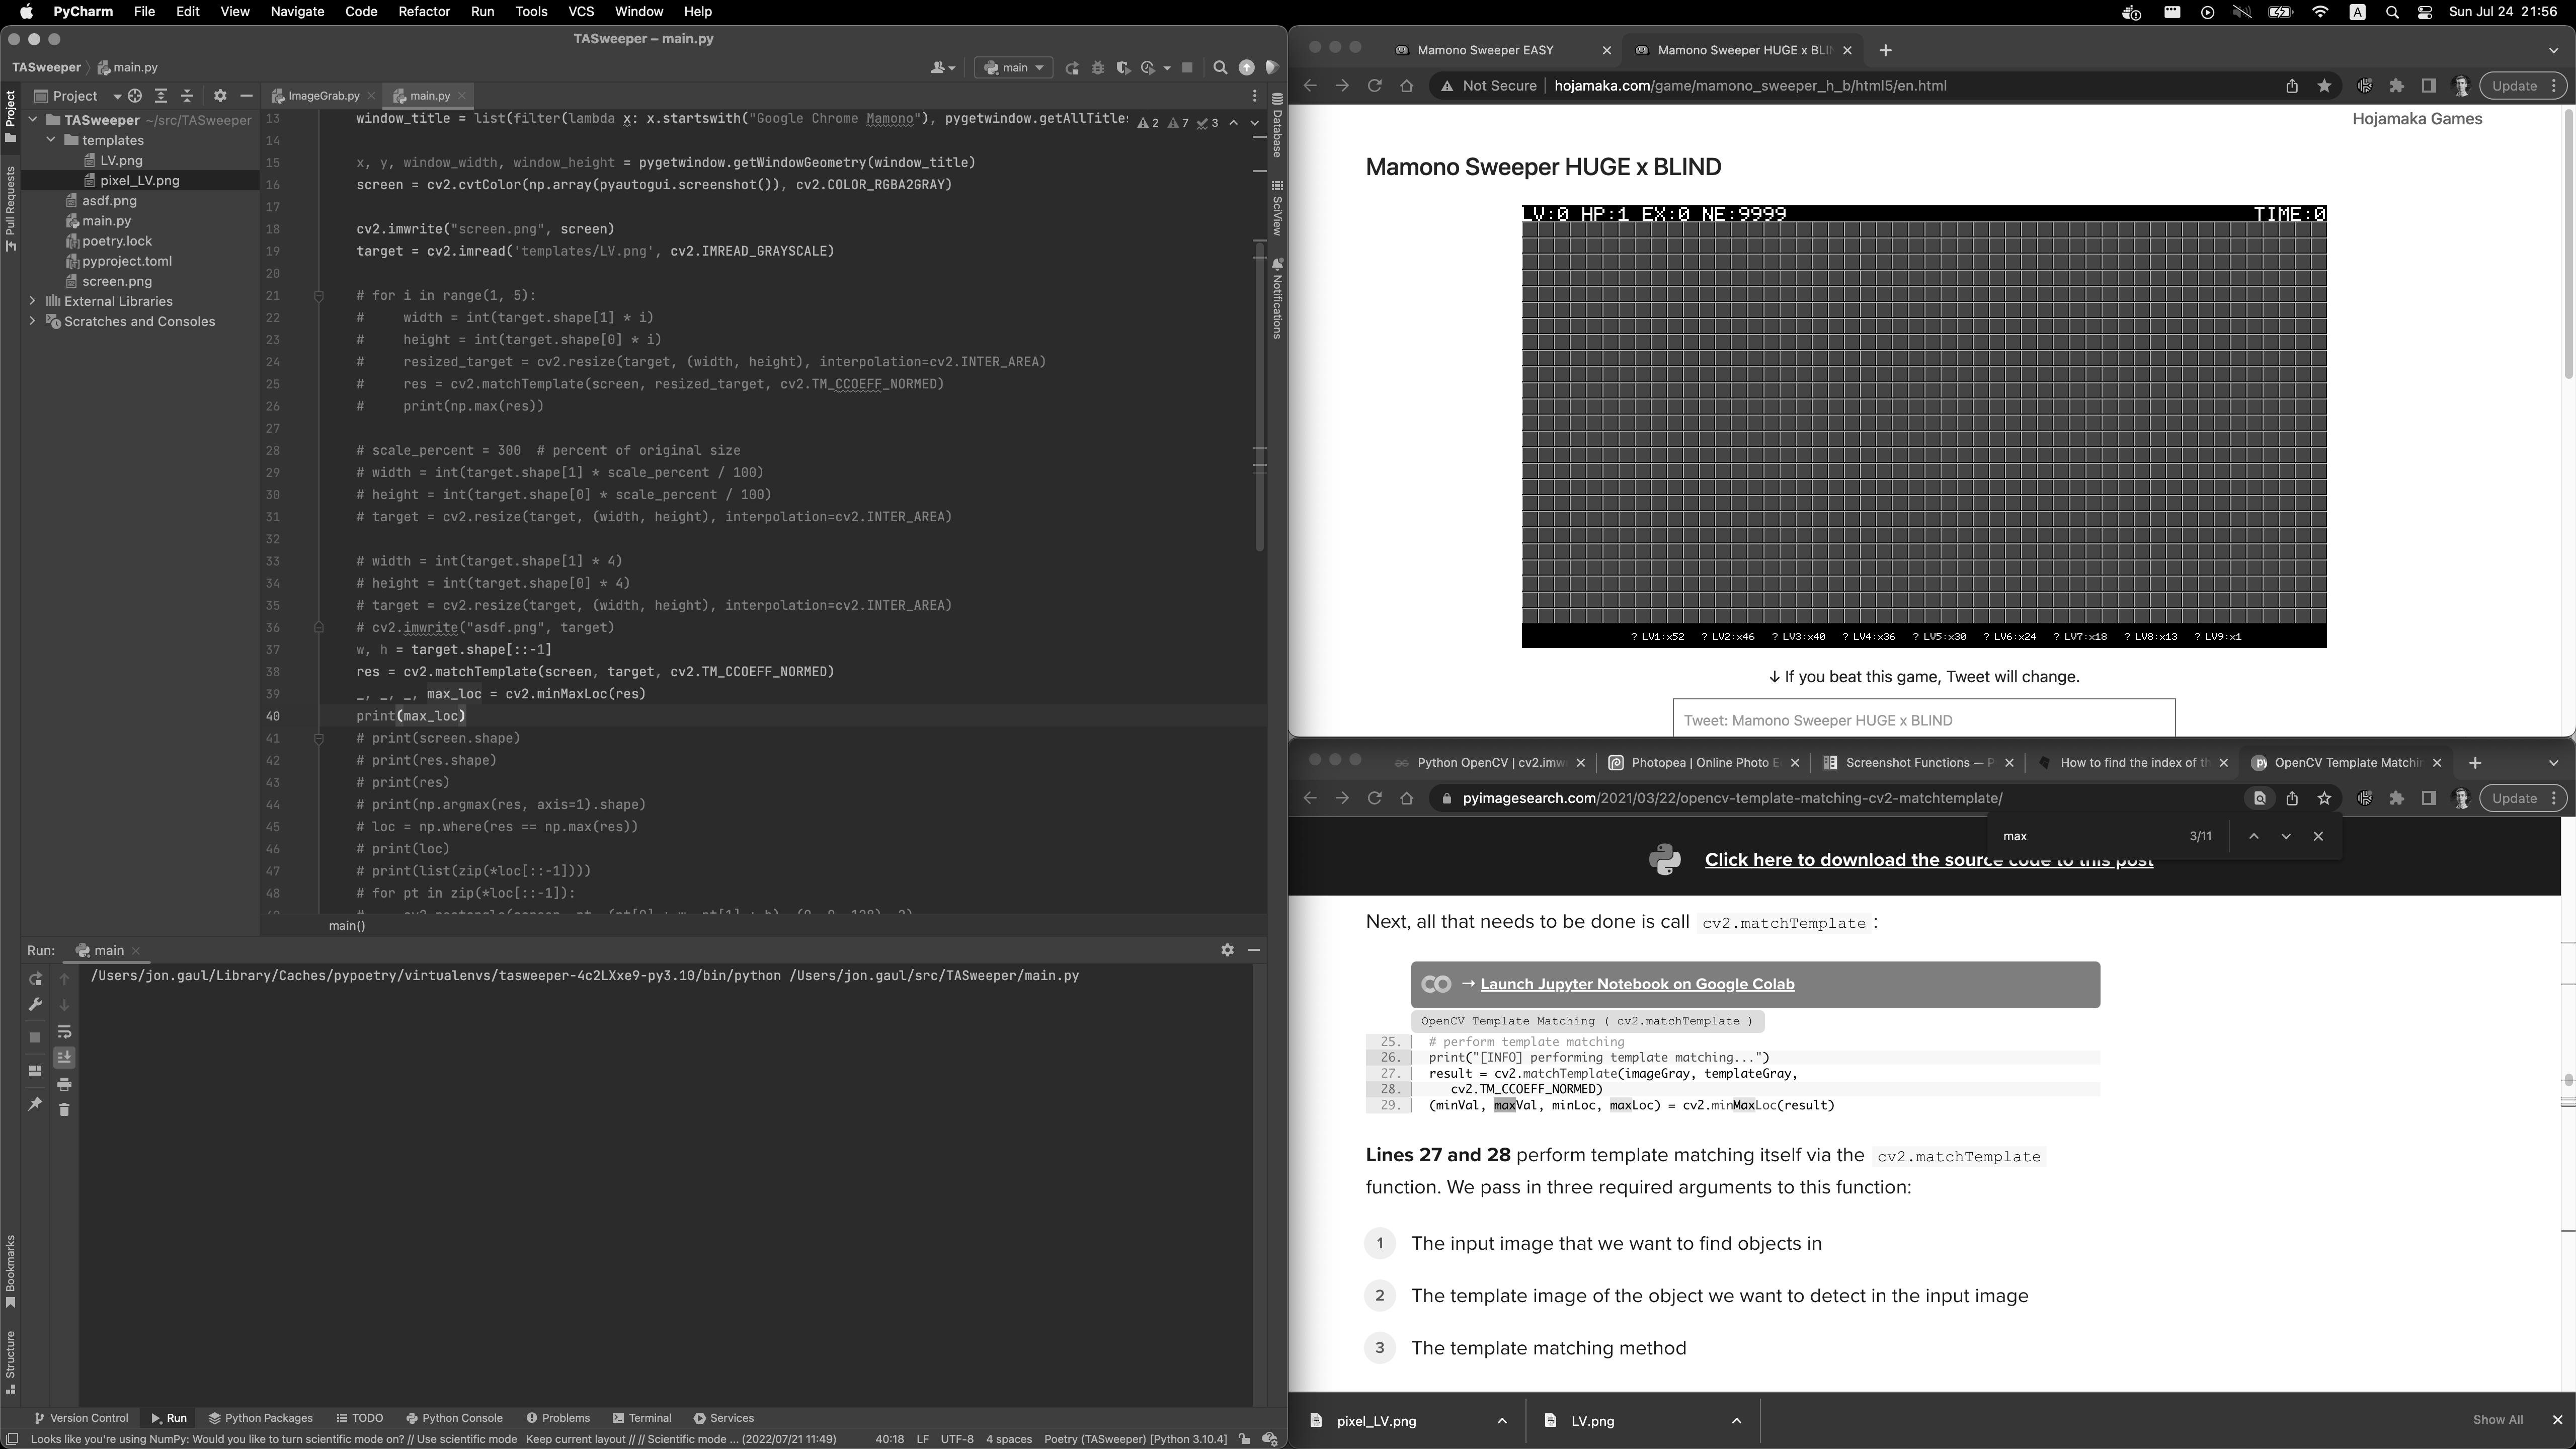 PyCharm File Edit View Navigate Code Refactor Run Tools VCS Window Help
A Sun Jul 24 21:56
TASweeper – main.py
TASweeper main.py
main
Project
ImageGrab.py
main.py
Project
Pull Requests
TASweeper ~/src/TASweeper
templates
LV.png
pixel_LV.png
asdf.png
main.py
poetry.lock
pyproject.toml
screen.png
External Libraries
Scratches and Consoles
2 7 3
13 window_title = list(filter(lambda x: x.startswith("Google Chrome Mamono"), pygetwindow.getAllTitles
14
15 x, y, window_width, window_height = pygetwindow.getWindowGeometry(window_title)
16 screen = cv2.cvtColor(np.array(pyautogui.screenshot()), cv2.COLOR_RGBA2GRAY)
17
18 cv2.imwrite("screen.png", screen)
19 target = cv2.imread('templates/LV.png', cv2.IMREAD_GRAYSCALE)
20
21 # for i in range(1, 5):
22 #     width = int(target.shape[1] * i)
23 #     height = int(target.shape[0] * i)
24 #     resized_target = cv2.resize(target, (width, height), interpolation=cv2.INTER_AREA)
25 #     res = cv2.matchTemplate(screen, resized_target, cv2.TM_CCOEFF_NORMED)
26 #     print(np.max(res))
27
28 # scale_percent = 300  # percent of original size
29 # width = int(target.shape[1] * scale_percent / 100)
30 # height = int(target.shape[0] * scale_percent / 100)
31 # target = cv2.resize(target, (width, height), interpolation=cv2.INTER_AREA)
32
33 # width = int(target.shape[1] * 4)
34 # height = int(target.shape[0] * 4)
35 # target = cv2.resize(target, (width, height), interpolation=cv2.INTER_AREA)
36 # cv2.imwrite("asdf.png", target)
37 w, h = target.shape[::-1]
38 res = cv2.matchTemplate(screen, target, cv2.TM_CCOEFF_NORMED)
39 _, _, _, max_loc = cv2.minMaxLoc(res)
40 print(max_loc)
41 # print(screen.shape)
42 # print(res.shape)
43 # print(res)
44 # print(np.argmax(res, axis=1).shape)
45 # loc = np.where(res == np.max(res))
46 # print(loc)
47 # print(list(zip(*loc[::-1])))
48 # for pt in zip(*loc[::-1]):
main()
Database
SciView
Notifications
Run: main
/Users/jon.gaul/Library/Caches/pypoetry/virtualenvs/tasweeper-4c2LXxe9-py3.10/bin/python /Users/jon.gaul/src/TASweeper/main.py
Bookmarks
Structure
Version Control Run Python Packages TODO Python Console Problems Terminal Services
Looks like you're using NumPy: Would you like to turn scientific mode on? // Use scientific mode Keep current layout // // Scientific mode ... (2022/07/21 11:49) 40:18 LF UTF-8 4 spaces Poetry (TASweeper) [Python 3.10.4]
Mamono Sweeper EASY
Mamono Sweeper HUGE x BLIN
Not Secure hojamaka.com/game/mamono_sweeper_h_b/html5/en.html
Update
Hojamaka Games
Mamono Sweeper HUGE x BLIND
LV:0 HP:1 EX:0 NE:9999 TIME:0
? LV1:x52 ? LV2:x46 ? LV3:x40 ? LV4:x36 ? LV5:x30 ? LV6:x24 ? LV7:x18 ? LV8:x13 ? LV9:x1
↓ If you beat this game, Tweet will change.
Tweet: Mamono Sweeper HUGE x BLIND
Python OpenCV | cv2.imw
Photopea | Online Photo E
Screenshot Functions — P
How to find the index of th
OpenCV Template Matchin
pyimagesearch.com/2021/03/22/opencv-template-matching-cv2-matchtemplate/
Update
max 3/11
Click here to download the source code to this post
Next, all that needs to be done is call cv2.matchTemplate :
→ Launch Jupyter Notebook on Google Colab
OpenCV Template Matching ( cv2.matchTemplate )
25. | # perform template matching
26. | print("[INFO] performing template matching...")
27. | result = cv2.matchTemplate(imageGray, templateGray,
28. | cv2.TM_CCOEFF_NORMED)
29. | (minVal, maxVal, minLoc, maxLoc) = cv2.minMaxLoc(result)
Lines 27 and 28 perform template matching itself via the cv2.matchTemplate
function. We pass in three required arguments to this function:
1 The input image that we want to find objects in
2 The template image of the object we want to detect in the input image
3 The template matching method
pixel_LV.png
LV.png
Show All